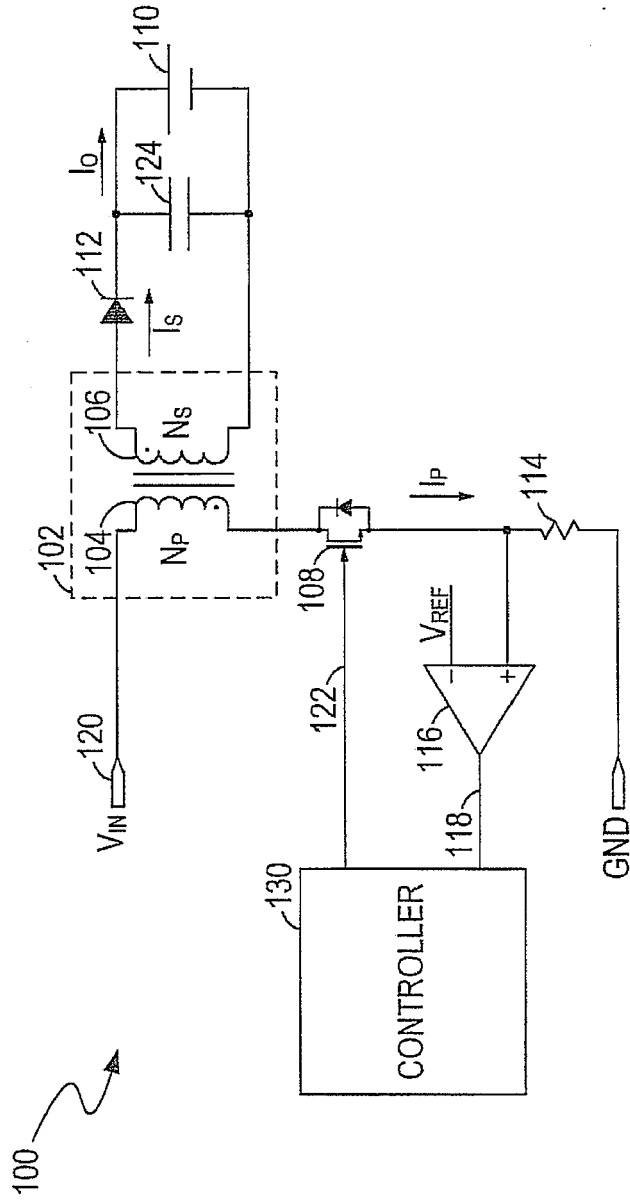 100
V_IN
120
102
104
106
N_P
N_S
112
I_S
I_O
124
110
108
I_P
122
130
CONTROLLER
118
116
V_REF
−
+
114
GND